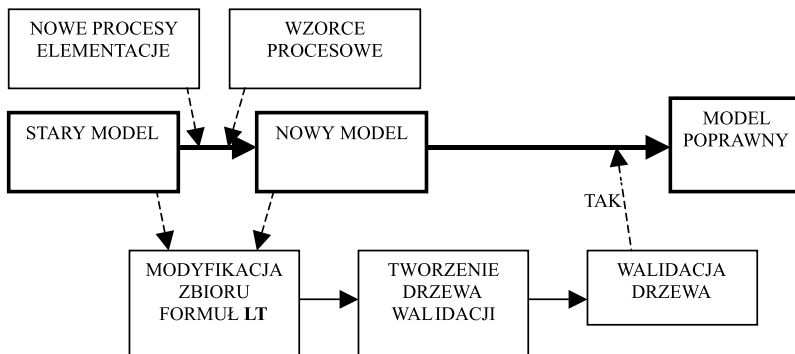 NOWE PROCESY
ELEMENTACJE
WZORCE
PROCESOWE
STARY MODEL
NOWY MODEL
MODEL
POPRAWNY
TAK
MODYFIKACJA
ZBIORU
FORMUŁ LT
TWORZENIE
DRZEWA
WALIDACJI
WALIDACJA
DRZEWA